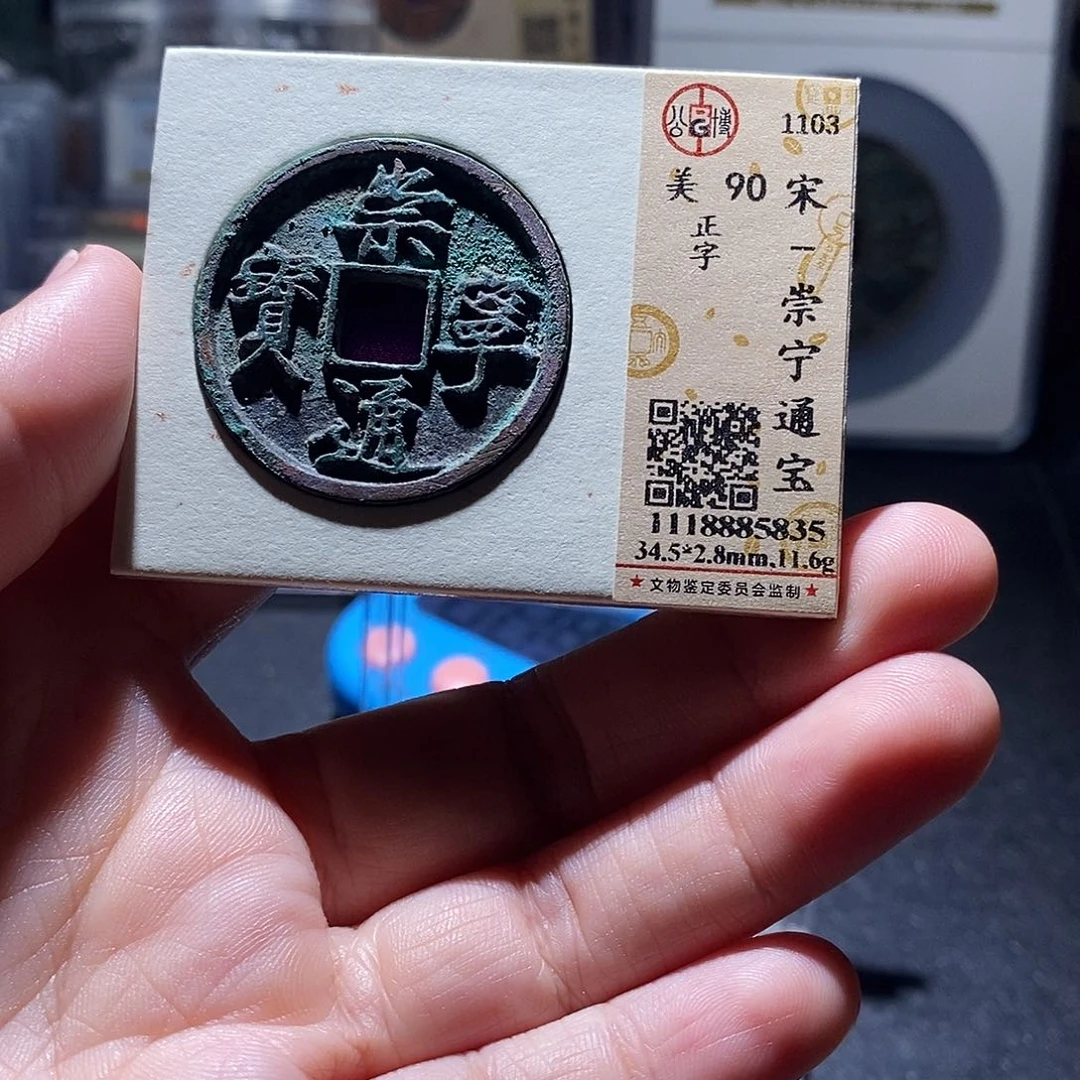 崇寧通寶
公博
BG
1103
美 90
正字
宋－崇宁通宝
1118885835
34.5*2.8mm,11.6g
★文物鉴定委员会监制★